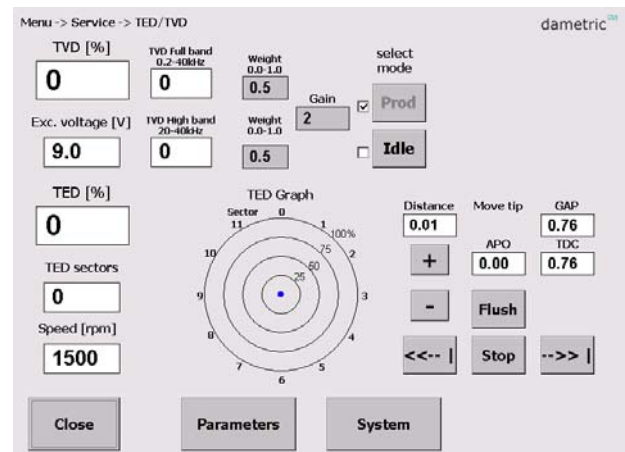 Menu -> Service -> TED/TVD
dametric
TVD [%]
0
TVD Full band
0.2-40kHz
0
Weight
0.0-1.0
0.5
Gain
2
select
mode
Prod
Exc. voltage [V]
9.0
TVD High band
20-40kHz
0
Weight
0.0-1.0
0.5
Idle
TED [%]
0
TED sectors
0
Speed [rpm]
1500
TED Graph
Sector 0
11 1
100%
10 75 2
50
25
9 3
8 4
7 5
6
Distance Move tip GAP
0.01 0.76
APO TDC
+ 0.00 0.76
- Flush
<<-- | Stop -->> |
Close Parameters System